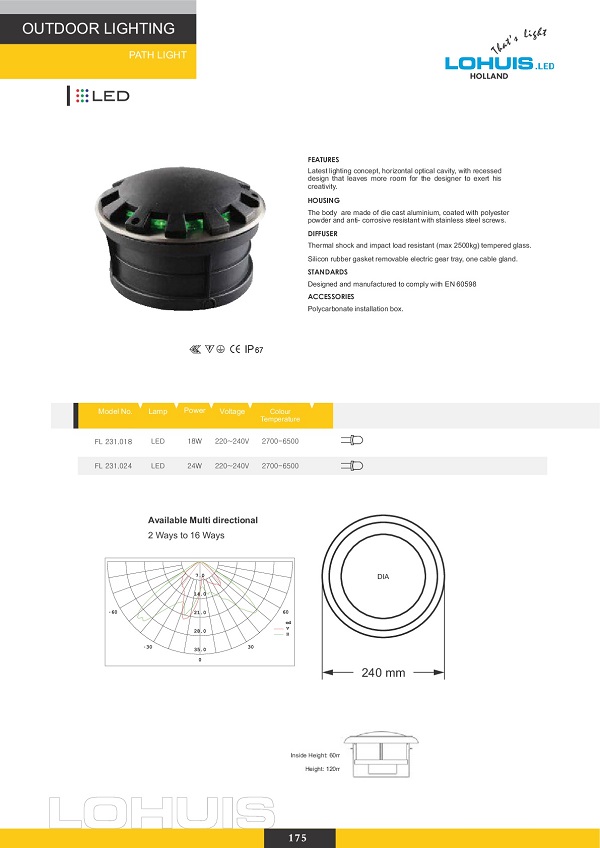 OUTDOOR LIGHTING
PATH LIGHT
That's light
LOHUIS.LED
HOLLAND
LED
FEATURES
Latest lighting concept, horizontal optical cavity, with recessed
design that leaves more room for the designer to exert his
creativity.
HOUSING
The body are made of die cast aluminium, coated with polyester
powder and anti- corrosive resistant with stainless steel screws.
DIFFUSER
Thermal shock and impact load resistant (max 2500kg) tempered glass.
Silicon rubber gasket removable electric gear tray, one cable gland.
STANDARDS
Designed and manufactured to comply with EN 60598
ACCESSORIES
Polycarbonate installation box.
CE IP67
Model No Lamp Power Voltage Colour
Temperature
FL 231.018 LED 18W 220~240V 2700-6500
FL 231.024 LED 24W 220~240V 2700-6500
Available Multi directional
2 Ways to 16 Ways
7.0
14.0
21.0
28.0
35.0
-60 60
-30 30
0
cd
V
H
DIA
240 mm
Inside Height: 60m
Height: 120m
LOHUIS
175